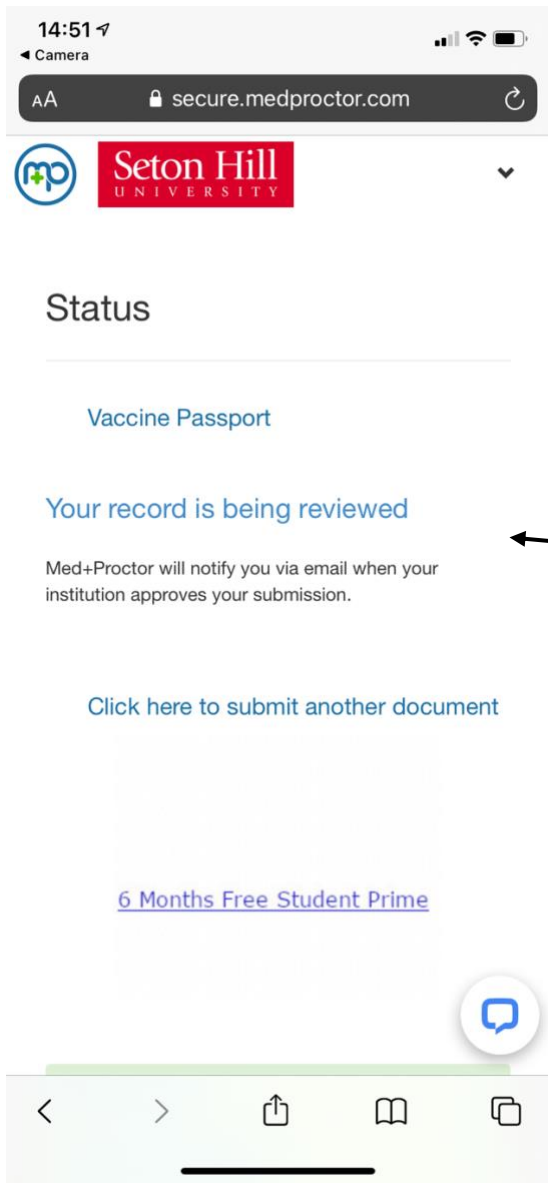 14:51
◀ Camera
AA secure.medproctor.com
mp Seton Hill
UNIVERSITY
Status
Vaccine Passport
Your record is being reviewed
Med+Proctor will notify you via email when your
institution approves your submission.
Click here to submit another document
6 Months Free Student Prime